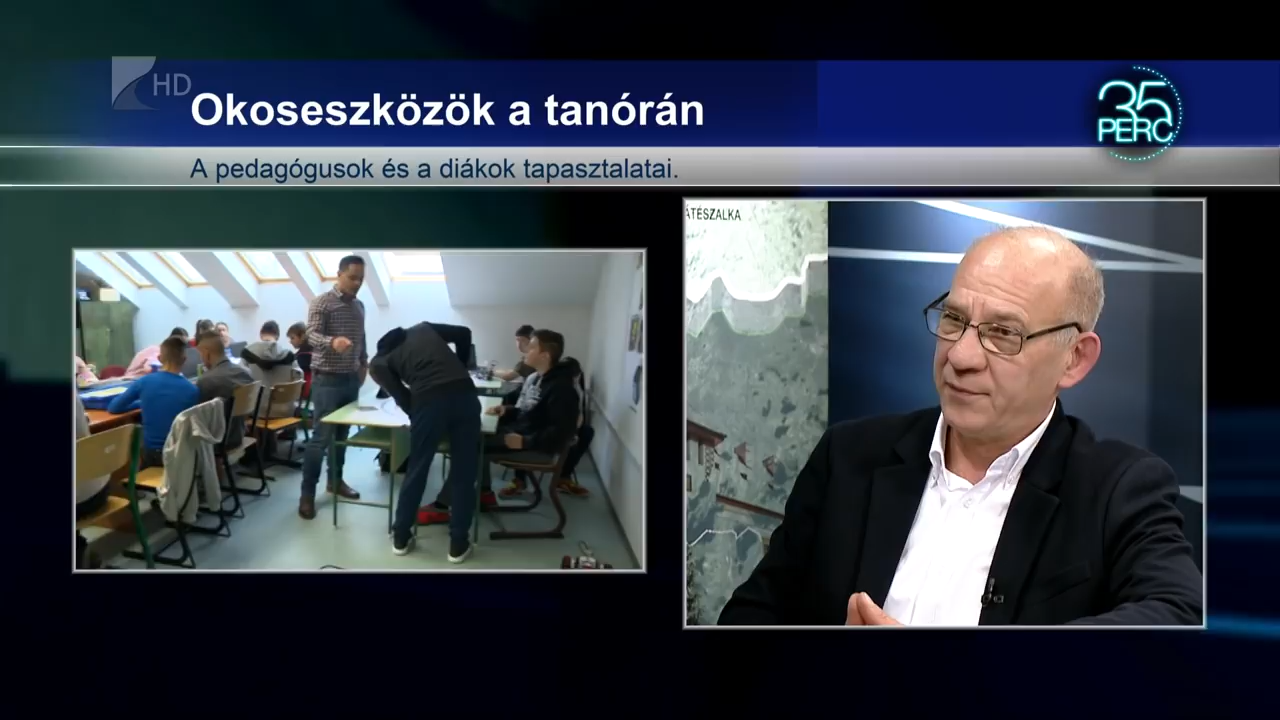 HD
Okoseszközök a tanórán
35
PERC
A pedagógusok és a diákok tapasztalatai.
ÁTÉSZALKA